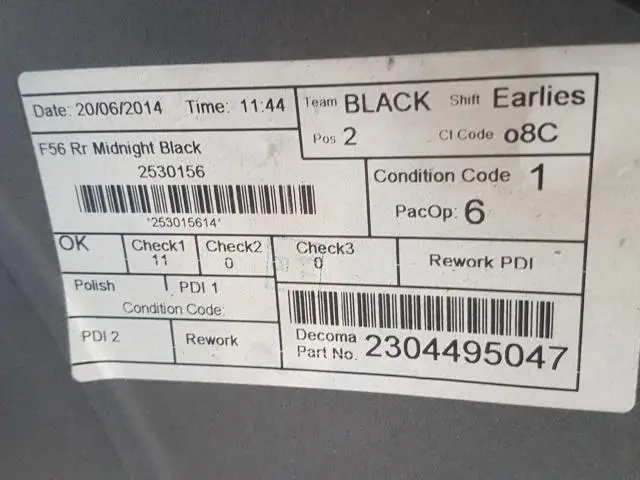 Date: 20/06/2014 Time: 11:44 Team BLACK Shift Earlies
Pos 2 Cl Code o8C
F56 Rr Midnight Black
2530156
*253015614*
Condition Code 1
PacOp: 6
OK Check1 Check2 Check3 Rework PDI
11 0 0
Polish PDI 1
Condition Code:
PDI 2 Rework
Decoma
Part No. 2304495047